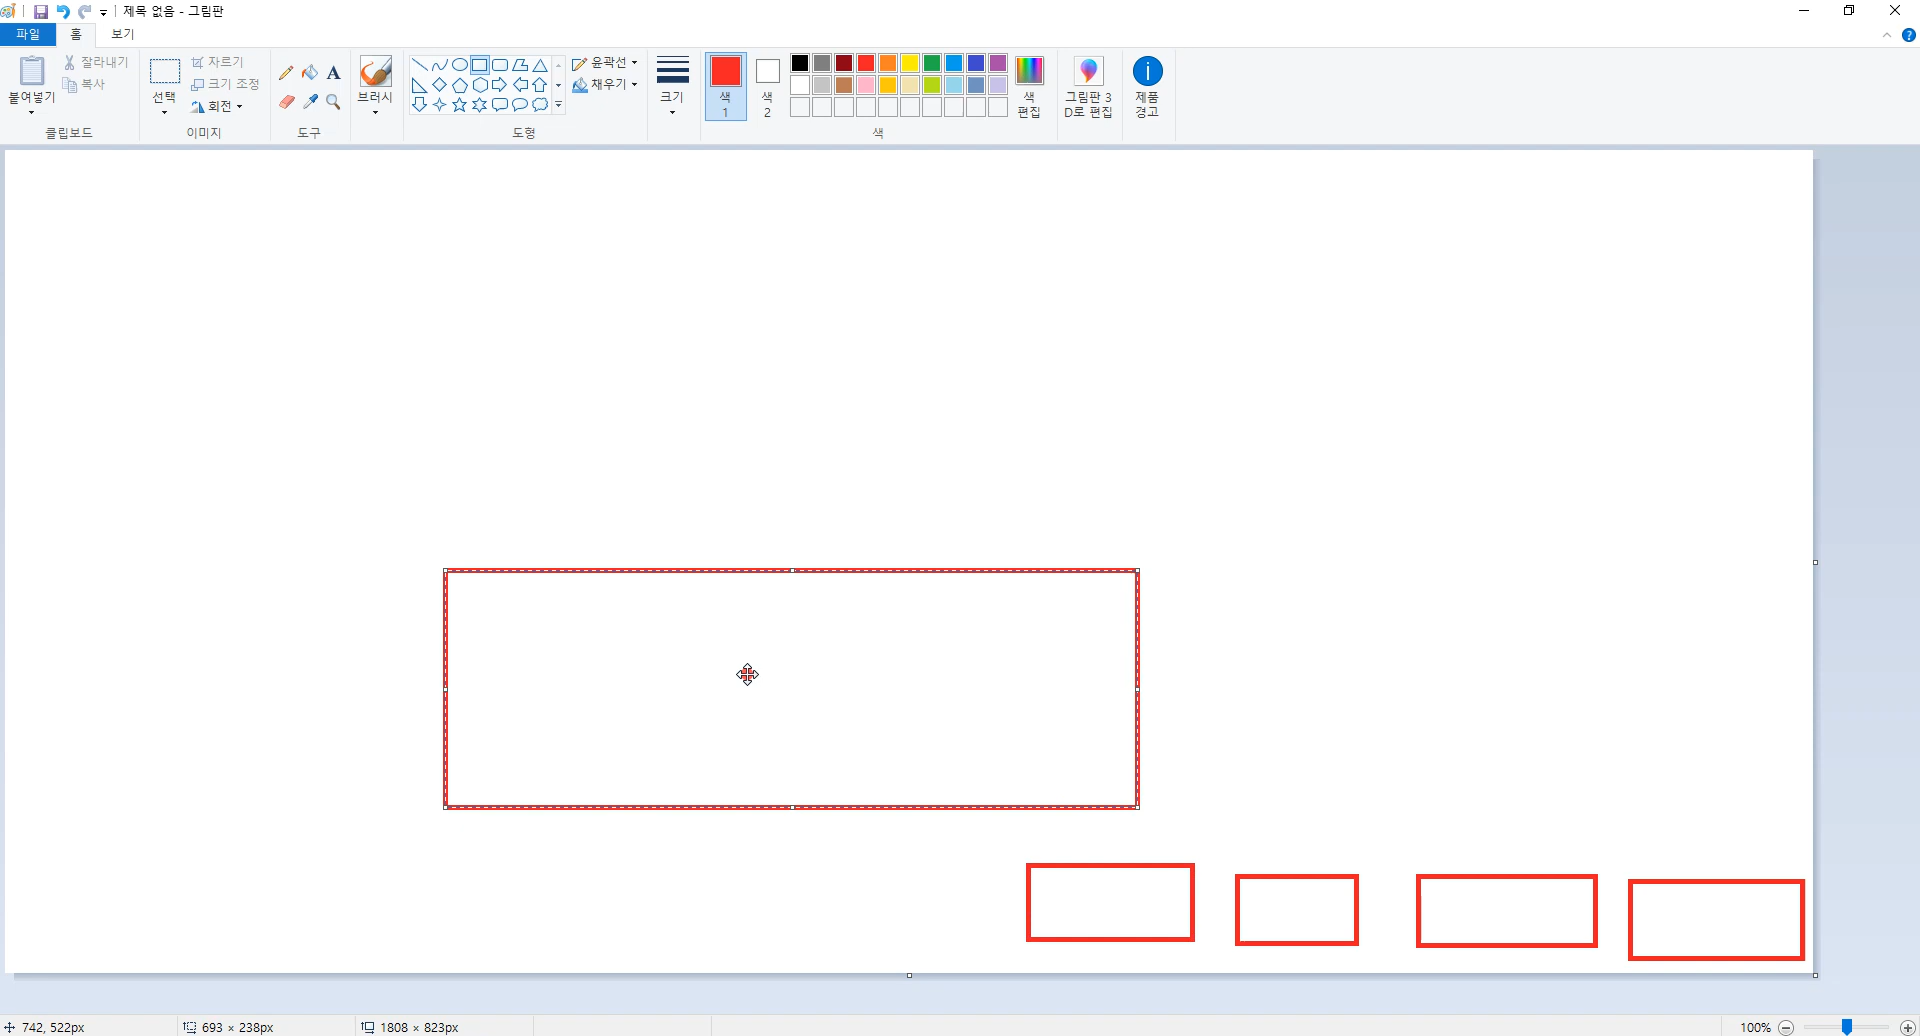 제목 없음 - 그림판
파일 홈 보기
붙여넣기
잘라내기
복사
클립보드
선택
자르기
크기 조정
회전
이미지
A
도구
브러시
윤곽선
채우기
도형
크기
색
1
색
2
색
편집
색
그림판 3
D로 편집
제품
경고
742, 522px
693 × 238px
1808 × 823px
100%